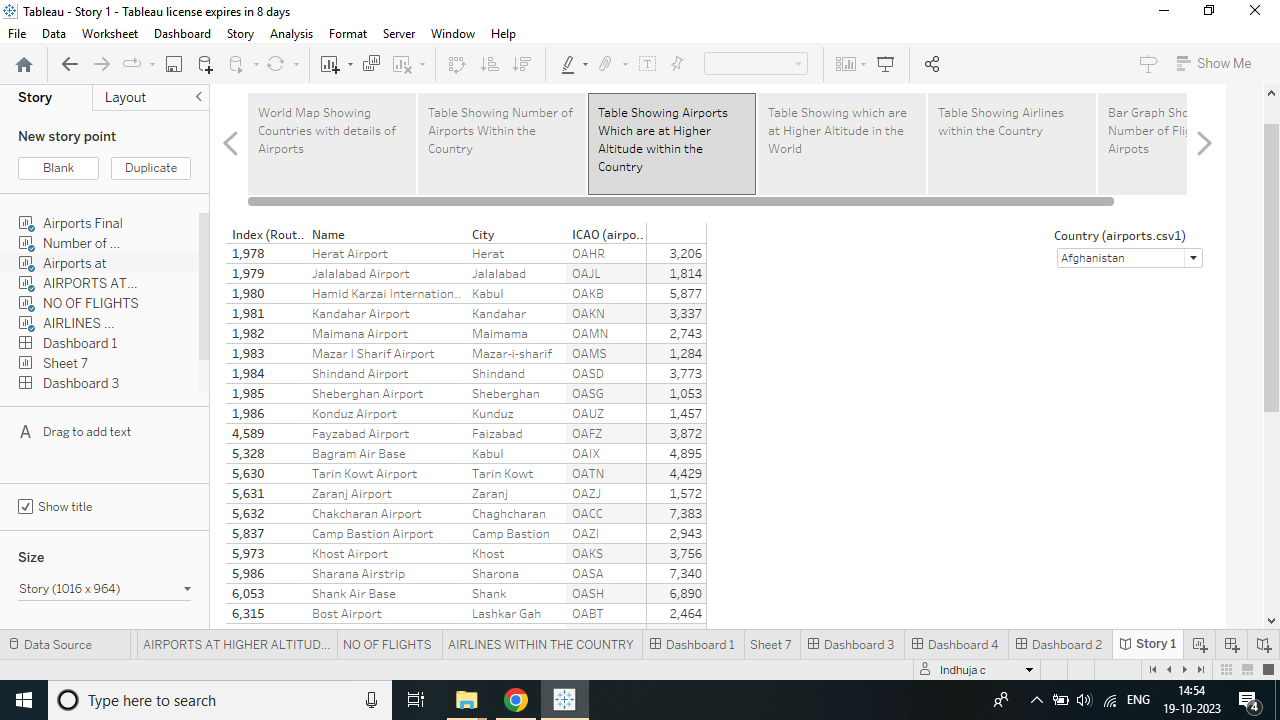 Tableau - Story 1 - Tableau license expires in 8 days
File Data Worksheet Dashboard Story Analysis Format Server Window Help
Show Me
Story Layout
New story point
Blank Duplicate
Airports Final
Number of ...
Airports at
AIRPORTS AT...
NO OF FLIGHTS
AIRLINES ...
Dashboard 1
Sheet 7
Dashboard 3
A Drag to add text
Show title
Size
Story (1016 x 964)
World Map Showing
Countries with details of
Airports
Table Showing Number of
Airports Within the
Country
Table Showing Airports
Which are at Higher
Altitude within the
Country
Table Showing which are
at Higher Altitude in the
World
Table Showing Airlines
within the Country
Bar Graph Sho
Number of Flig
Airpots
Index (Rout.. Name City ICAO (airpo..
1,978 Herat Airport Herat OAHR 3,206
1,979 Jalalabad Airport Jalalabad OAJL 1,814
1,980 Hamid Karzai Internation.. Kabul OAKB 5,877
1,981 Kandahar Airport Kandahar OAKN 3,337
1,982 Maimana Airport Maimama OAMN 2,743
1,983 Mazar I Sharif Airport Mazar-i-sharif OAMS 1,284
1,984 Shindand Airport Shindand OASD 3,773
1,985 Sheberghan Airport Sheberghan OASG 1,053
1,986 Konduz Airport Kunduz OAUZ 1,457
4,589 Fayzabad Airport Faizabad OAFZ 3,872
5,328 Bagram Air Base Kabul OAIX 4,895
5,630 Tarin Kowt Airport Tarin Kowt OATN 4,429
5,631 Zaranj Airport Zaranj OAZJ 1,572
5,632 Chakcharan Airport Chaghcharan OACC 7,383
5,837 Camp Bastion Airport Camp Bastion OAZI 2,943
5,973 Khost Airport Khost OAKS 3,756
5,986 Sharana Airstrip Sharona OASA 7,340
6,053 Shank Air Base Shank OASH 6,890
6,315 Bost Airport Lashkar Gah OABT 2,464
Country (airports.csv1)
Afghanistan
Data Source AIRPORTS AT HIGHER ALTITUD... NO OF FLIGHTS AIRLINES WITHIN THE COUNTRY Dashboard 1 Sheet 7 Dashboard 3 Dashboard 4 Dashboard 2 Story 1
Indhuja c
Type here to search
ENG
14:54
19-10-2023
4